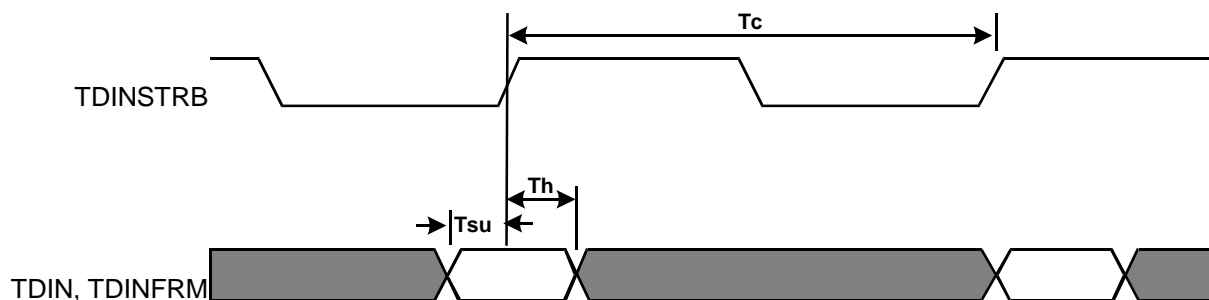 Tc
TDINSTRB
Th
Tsu
TDIN, TDINFRM